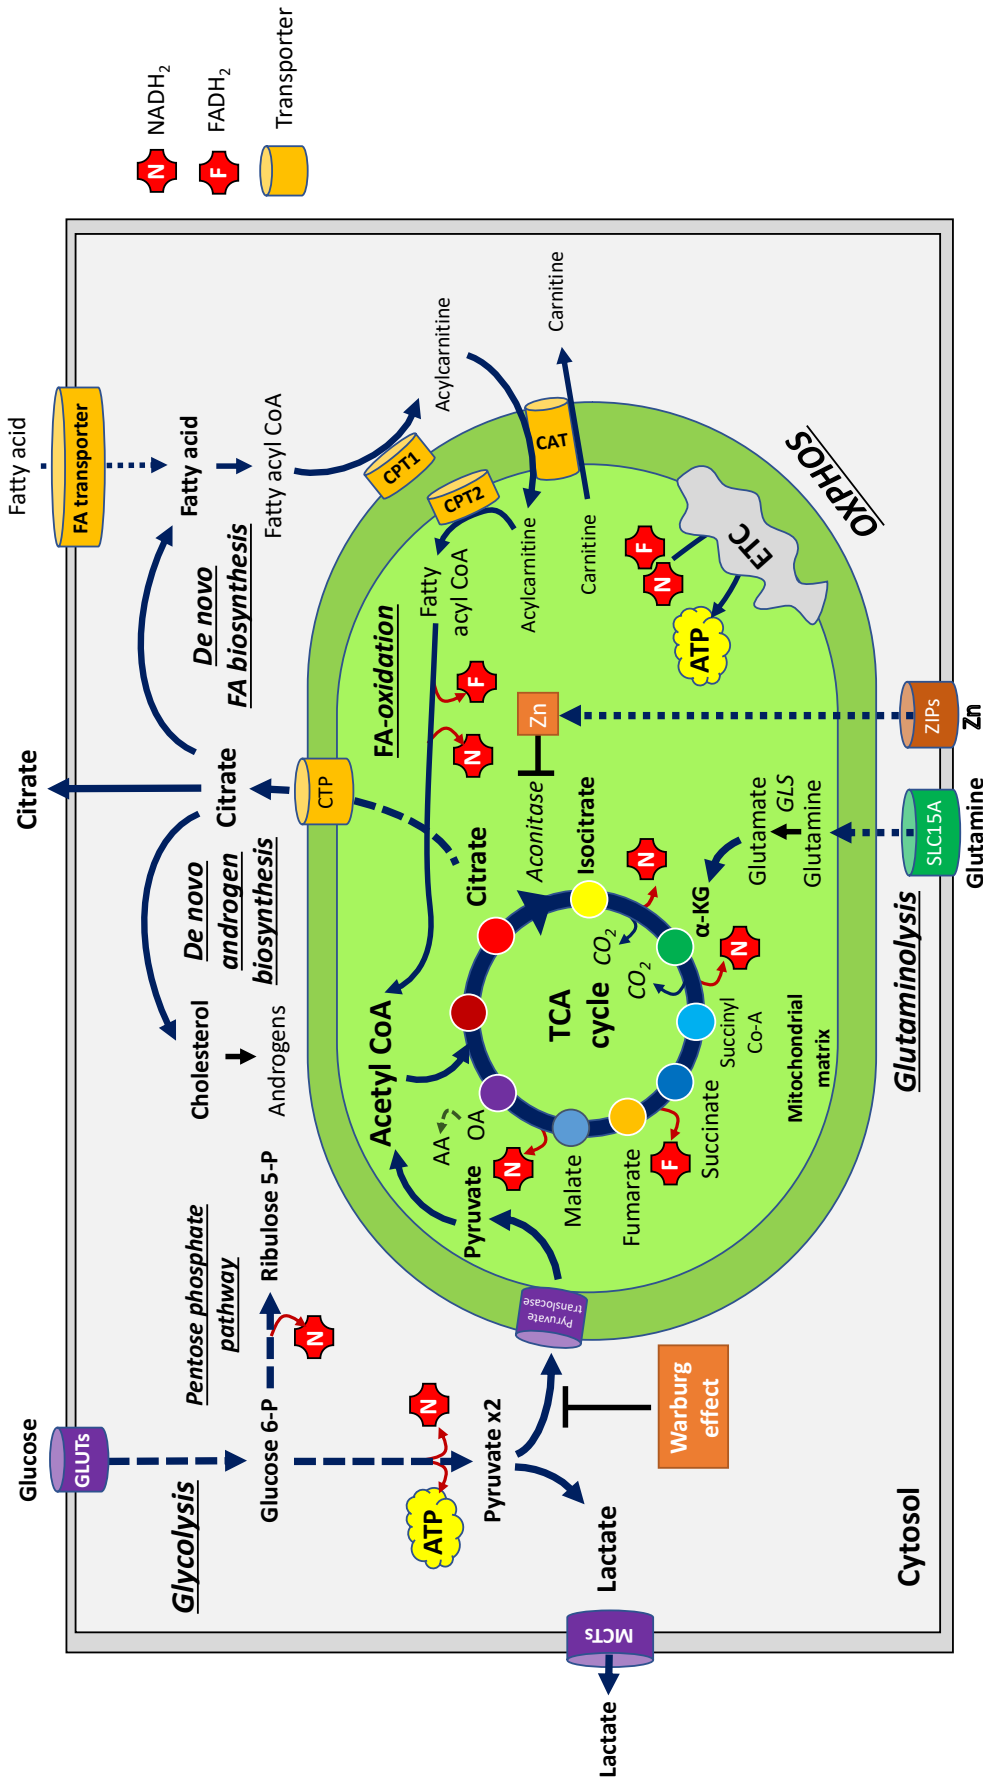 Glucose
GLUTs
Glycolysis
Glucose 6-P
Pentose phosphate
pathway
Ribulose 5-P
N
ATP
N
Pyruvate x2
Lactate
MCTs
Lactate
Warburg
effect
Pyruvate
translocase
Cytosol
Citrate
Citrate
CTP
De novo
androgen
biosynthesis
Cholesterol
Androgens
De novo
FA biosynthesis
Fatty acid
FA transporter
Fatty acid
Fatty acyl CoA
CPT1
Acylcarnitine
CAT
Carnitine
CPT2
Fatty
acyl CoA
Acylcarnitine
Carnitine
FA-oxidation
N
F
Acetyl CoA
Pyruvate
AA
OA
N
Malate
Fumarate
F
Succinate
Succinyl
Co-A
TCA
cycle
CO2
CO2
N
N
Citrate
Aconitase
Isocitrate
Zn
α-KG
Glutamate
GLS
Glutamine
Mitochondrial
matrix
N
F
ATP
ETC
OXPHOS
Glutaminolysis
SLC15A
Glutamine
ZIPs
Zn
N
NADH2
F
FADH2
Transporter